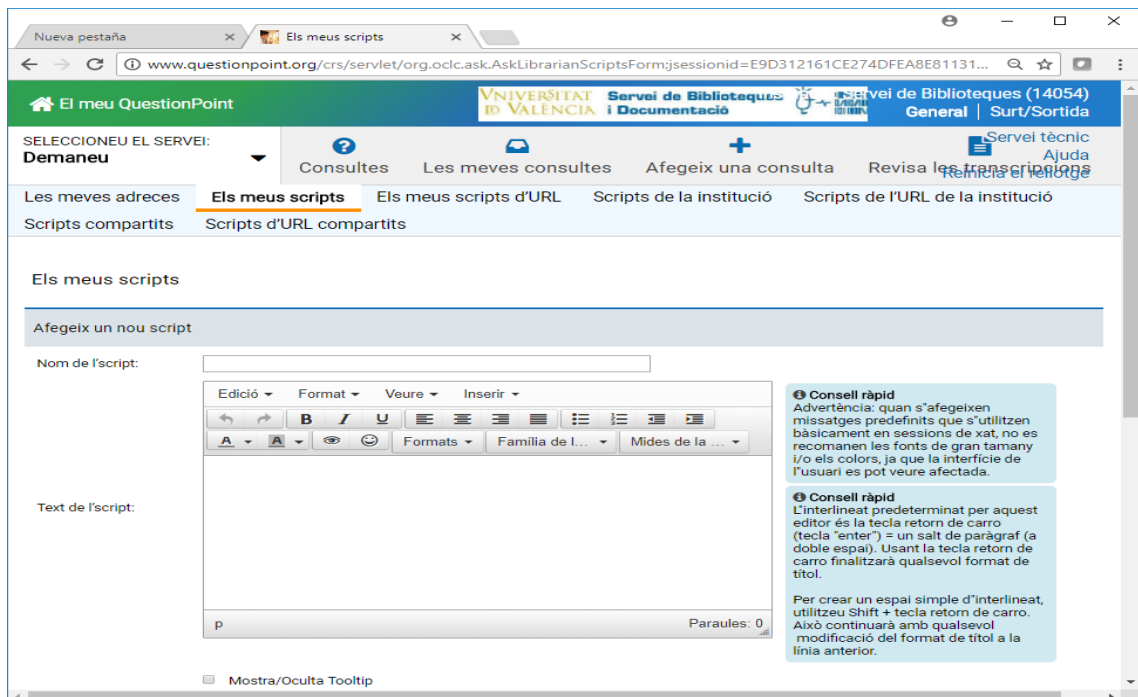 Nueva pestaña
Els meus scripts
www.questionpoint.org/crs/servlet/org.oclc.ask.AskLibrarianScriptsForm;jsessionid=E9D312161CE274DFEA8E81131...
El meu QuestionPoint
VNIVERSITAT
ID VALÈNCIA
Servei de Biblioteques
i Documentació
Servei de Biblioteques (14054)
General | Surt/Sortida
SELECCIONEU EL SERVEI:
Demaneu
Consultes
Les meves consultes
Afegeix una consulta
Revisa les transcripcions
Servei tècnic
Ajuda
Reinicia el rellotge
Les meves adreces
Els meus scripts
Els meus scripts d'URL
Scripts de la institució
Scripts de l'URL de la institució
Scripts compartits
Scripts d'URL compartits
Els meus scripts
Afegeix un nou script
Nom de l'script:
Edició
Format
Veure
Inserir
B I U
A A
Formats
Família de l...
Mides de la ...
Text de l'script:
p
Paraules: 0
Consell ràpid
Advertència: quan s"afegeixen
missatges predefinits que s"utilitzen
bàsicament en sessions de xat, no es
recomanen les fonts de gran tamany
i/o els colors, ja que la interfície de
l"usuari es pot veure afectada.
Consell ràpid
L"interlineat predeterminat per aquest
editor és la tecla retorn de carro
(tecla "enter") = un salt de paràgraf (a
doble espai). Usant la tecla retorn de
carro finalitzarà qualsevol format de
títol.
Per crear un espai simple d"interlineat,
utilitzeu Shift + tecla retorn de carro.
Això continuarà amb qualsevol
modificació del format de títol a la
línia anterior.
Mostra/Oculta Tooltip